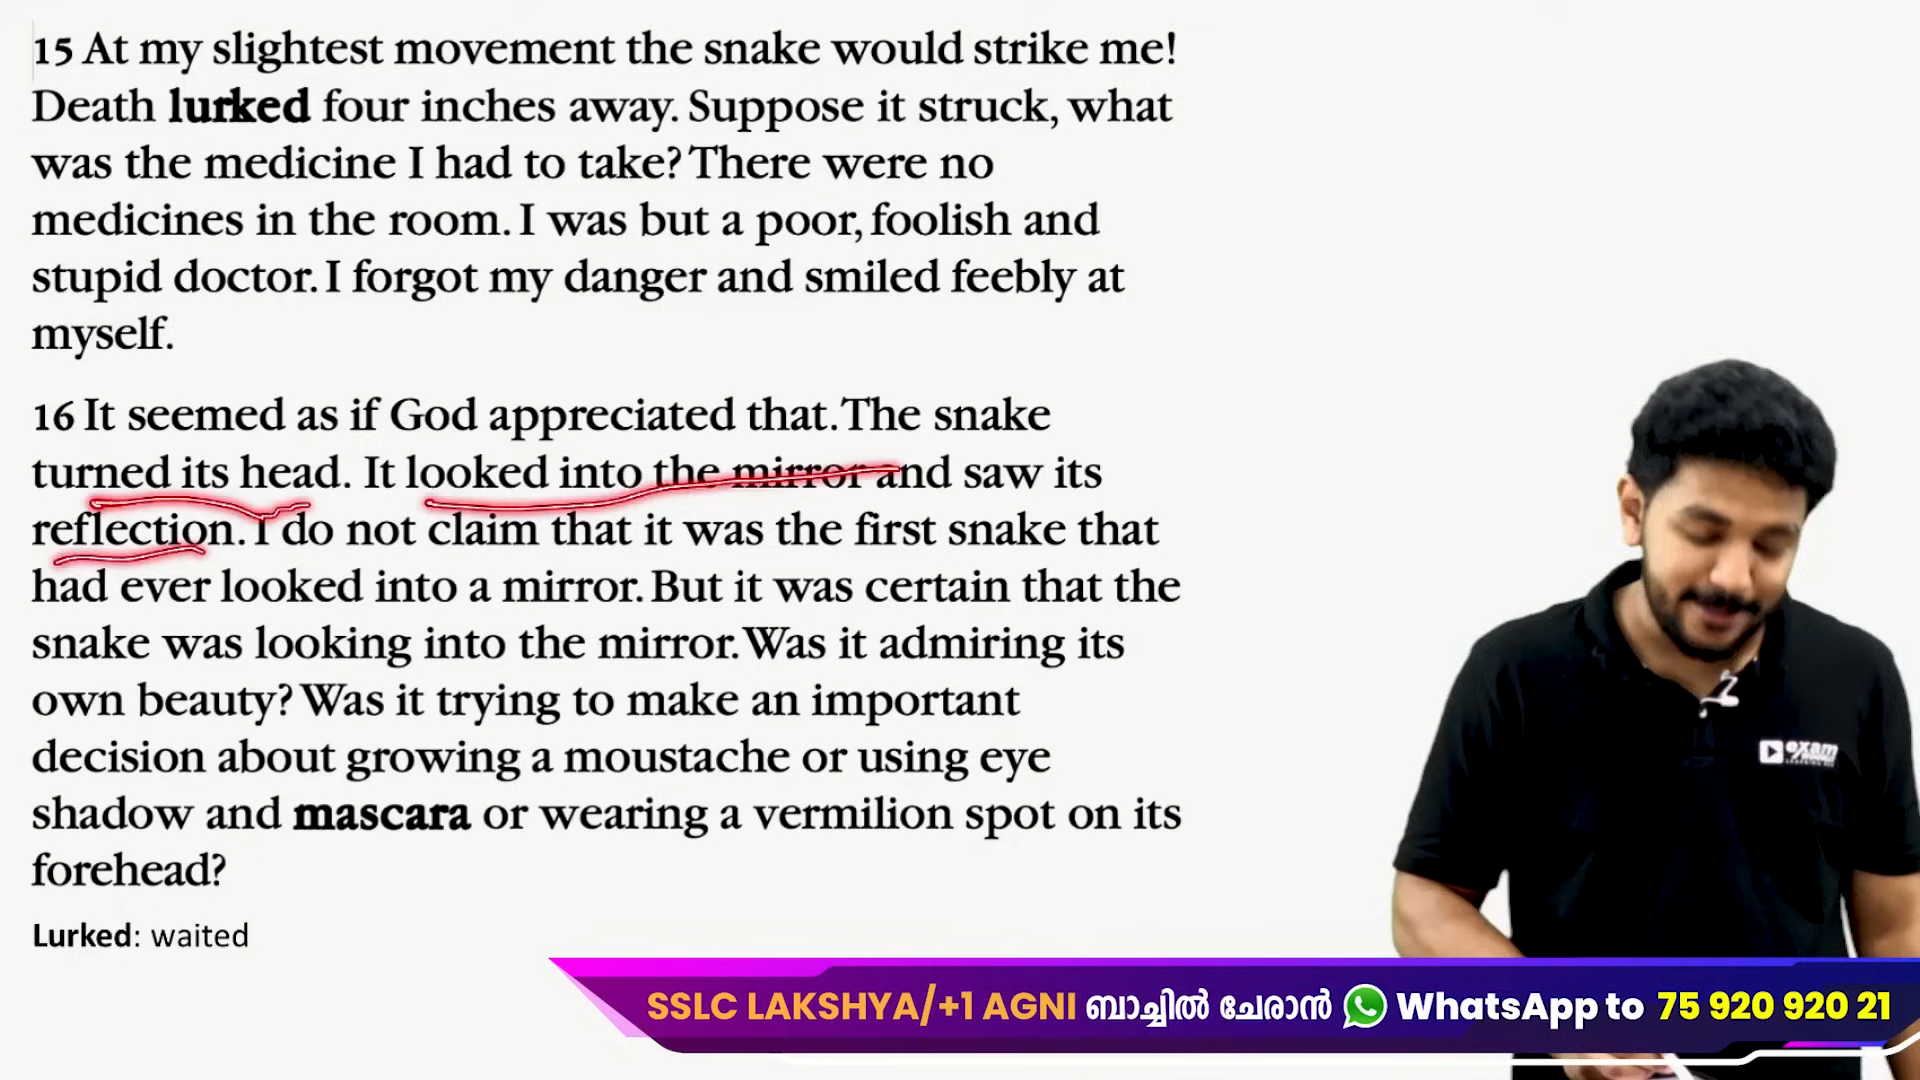 15 At my slightest movement the snake would strike me!
Death lurked four inches away. Suppose it struck, what
was the medicine I had to take? There were no
medicines in the room. I was but a poor, foolish and
stupid doctor. I forgot my danger and smiled feebly at
myself.
16 It seemed as if God appreciated that. The snake
turned its head. It looked into the mirror and saw its
reflection. I do not claim that it was the first snake that
had ever looked into a mirror. But it was certain that the
snake was looking into the mirror. Was it admiring its
own beauty? Was it trying to make an important
decision about growing a moustache or using eye
shadow and mascara or wearing a vermilion spot on its
forehead?
Lurked: waited
exam
SSLC LAKSHYA/+1 AGNI ബാച്ചിൽ ചേരാൻ WhatsApp to 75 920 920 21